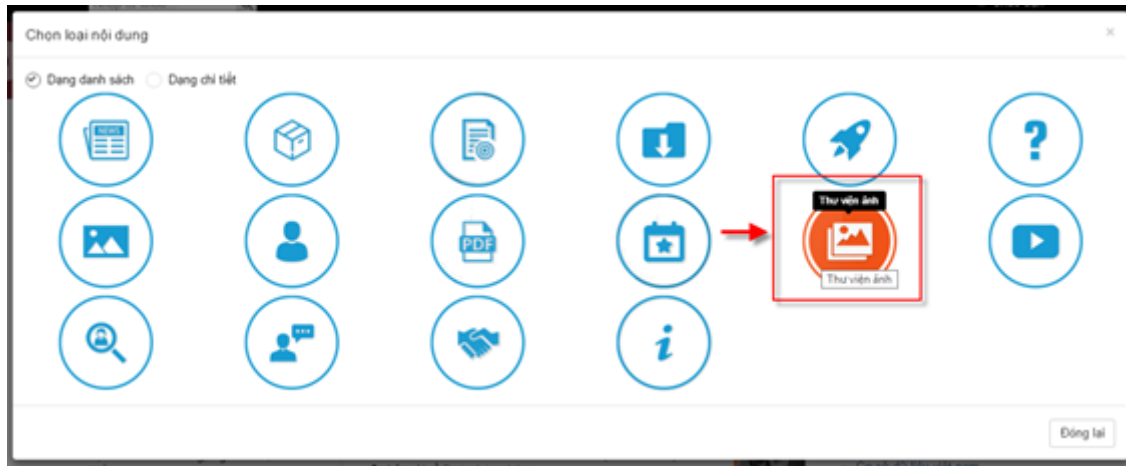 Chọn loại nội dung
×
Dạng danh sách Dạng chi tiết
NEWS
?
Thư viện ảnh
PDF
Thư viện ảnh
i
Đóng lại